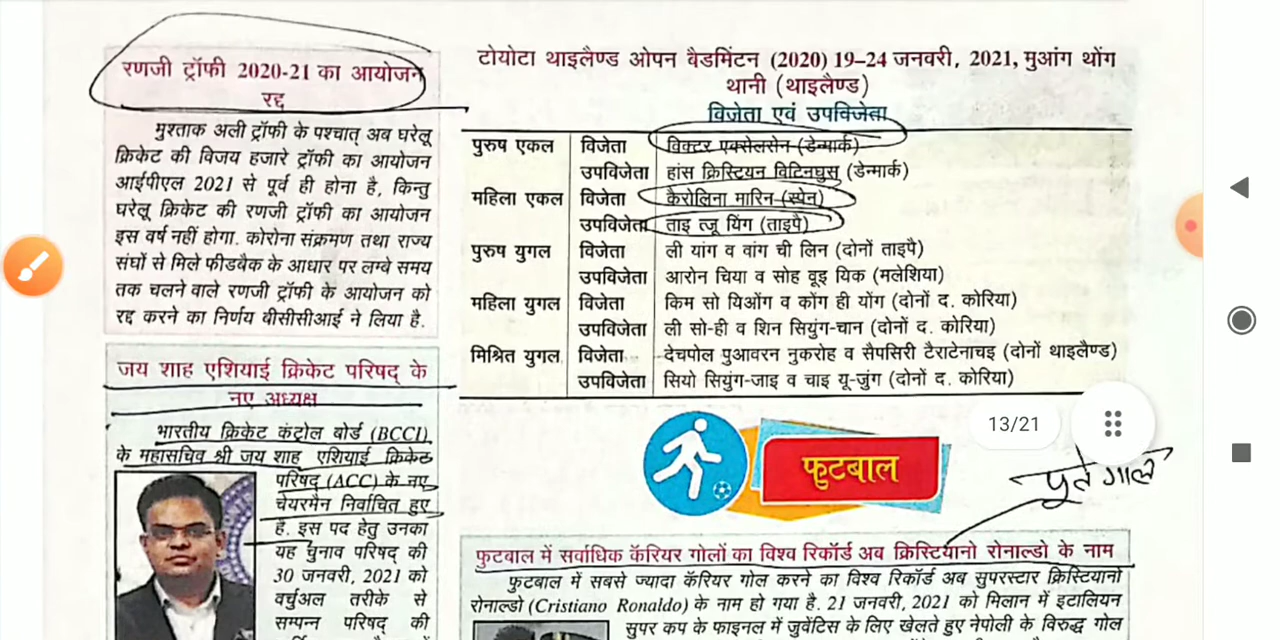 रणजी ट्रॉफी 2020-21 का आयोजन
रद्द
मुश्ताक अली ट्रॉफी के पश्चात् अब घरेलू
क्रिकेट की विजय हजारे ट्रॉफी का आयोजन
आईपीएल 2021 से पूर्व ही होना है, किन्तु
घरेलू क्रिकेट की रणजी ट्रॉफी का आयोजन
इस वर्ष नहीं होगा. कोरोना संक्रमण तथा राज्य
संघों से मिले फीडबैक के आधार पर लम्बे समय
तक चलने वाले रणजी ट्रॉफी के आयोजन को
रद्द करने का निर्णय बीसीसीआई ने लिया है.
जय शाह एशियाई क्रिकेट परिषद् के
नए अध्यक्ष
भारतीय क्रिकेट कंट्रोल बोर्ड (BCCI)
के महासचिव श्री जय शाह एशियाई क्रिकेट
परिषद् (ACC) के नए
चेयरमैन निर्वाचित हुए
हैं. इस पद हेतु उनका
यह चुनाव परिषद् की
30 जनवरी, 2021 को
वर्चुअल तरीके से
सम्पन्न परिषद् की
टोयोटा थाइलैण्ड ओपन बैडमिंटन (2020) 19–24 जनवरी, 2021, मुआंग थोंग
थानी (थाइलैण्ड)
विजेता एवं उपविजेता
पुरुष एकल विजेता विक्टर एक्सेलसेन (डेन्मार्क)
उपविजेता हांस क्रिस्टियन विटिनघुस (डेन्मार्क)
महिला एकल विजेता कैरोलिना मारिन (स्पेन)
उपविजेता ताइ त्जू यिंग (ताइपै)
पुरुष युगल विजेता ली यांग व वांग ची लिन (दोनों ताइपै)
उपविजेता आरोन चिया व सोह वूइ यिक (मलेशिया)
महिला युगल विजेता किम सो यिओंग व कोंग ही योंग (दोनों द. कोरिया)
उपविजेता ली सो-ही व शिन सियुंग-चान (दोनों द. कोरिया)
मिश्रित युगल विजेता देचपोल पुआवरन नुकरोह व सैपसिरी टैराटेनाचइ (दोनों थाइलैण्ड)
उपविजेता सियो सियुंग-जाइ व चाइ यू-जुंग (दोनों द. कोरिया)
13/21
फुटबाल
पुर्तगाल
फुटबाल में सर्वाधिक कॅरियर गोलों का विश्व रिकॉर्ड अब क्रिस्टियानो रोनाल्डो के नाम
फुटबाल में सबसे ज्यादा कॅरियर गोल करने का विश्व रिकॉर्ड अब सुपरस्टार क्रिस्टियानो
रोनाल्डो (Cristiano Ronaldo) के नाम हो गया है. 21 जनवरी, 2021 को मिलान में इटालियन
सुपर कप के फाइनल में जुवेंटिस के लिए खेलते हुए नेपोली के विरुद्ध गोल